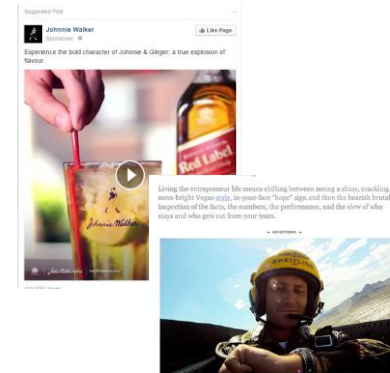 Suggested Post
Johnnie Walker
Sponsored
Like Page
Experience the bold character of Johnnie & Ginger; a true explosion of
flavour.
Red Label
Johnnie Walker
Living the entrepreneur life means shifting between seeing a shiny, crackling,
neon-bright Vegas-style, in-your-face "hope" sign and then the bearish brutal
inspection of the facts, the numbers, the performance, and the view of who
stays and who gets cut from your team.
ADVERTISING
BREITLING